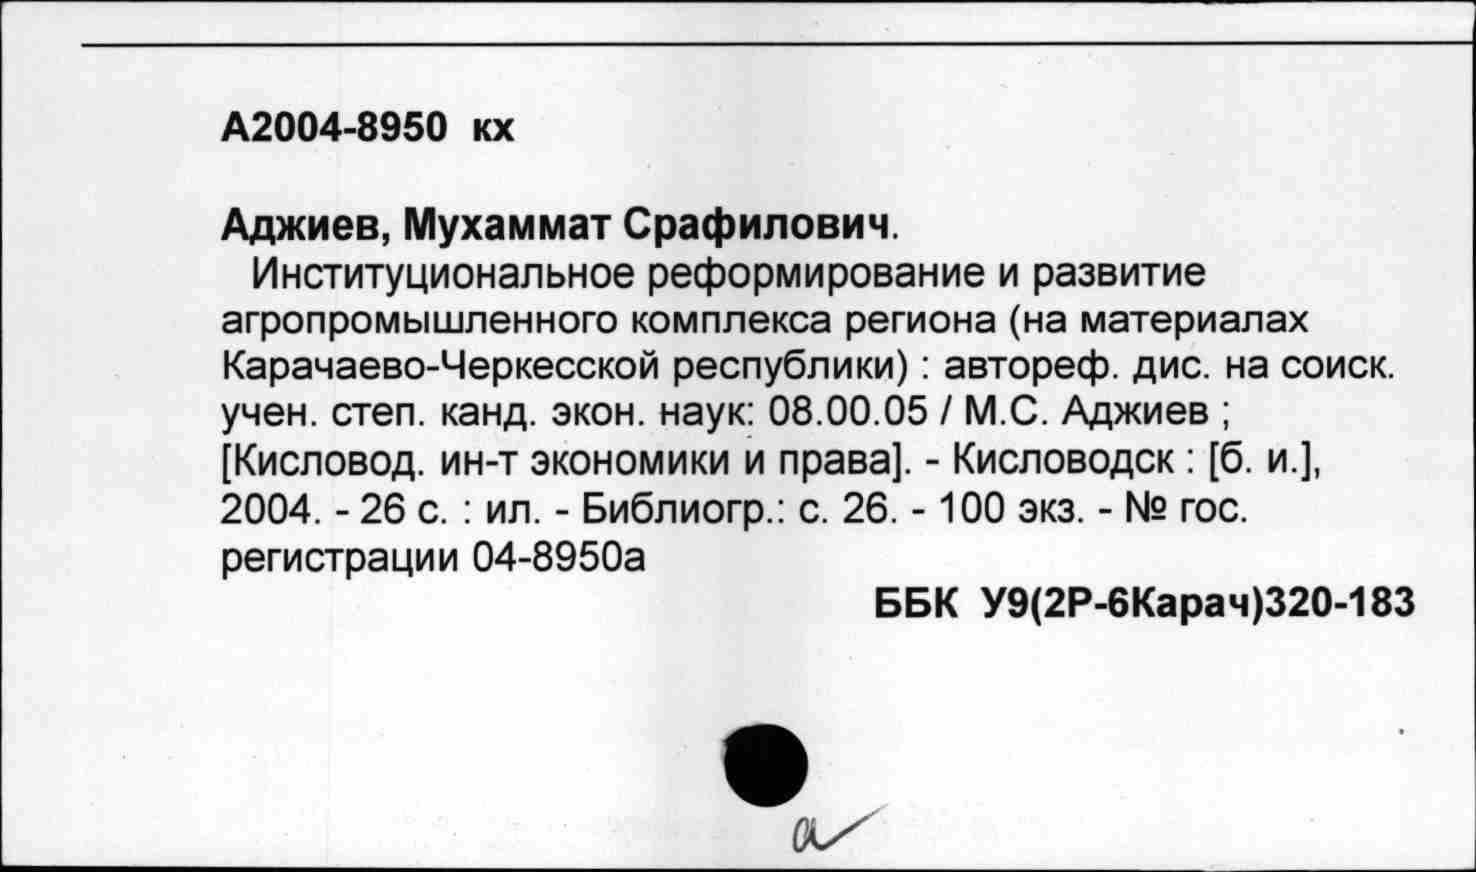 А2004-8950 кх
Аджиев, Мухаммат Срафилович.
Институциональное реформирование и развитие
агропромышленного комплекса региона (на материалах
Карачаево-Черкесской республики) : автореф. дис. на соиск.
учен. степ. канд. экон. наук: 08.00.05 / М.С. Аджиев ;
[Кисловод. ин-т экономики и права]. - Кисловодск : [б. и.],
2004. - 26 с. : ил. - Библиогр.: с. 26. - 100 экз. - № гос.
регистрации 04-8950а
ББК У9(2Р-6Карач)320-183
а